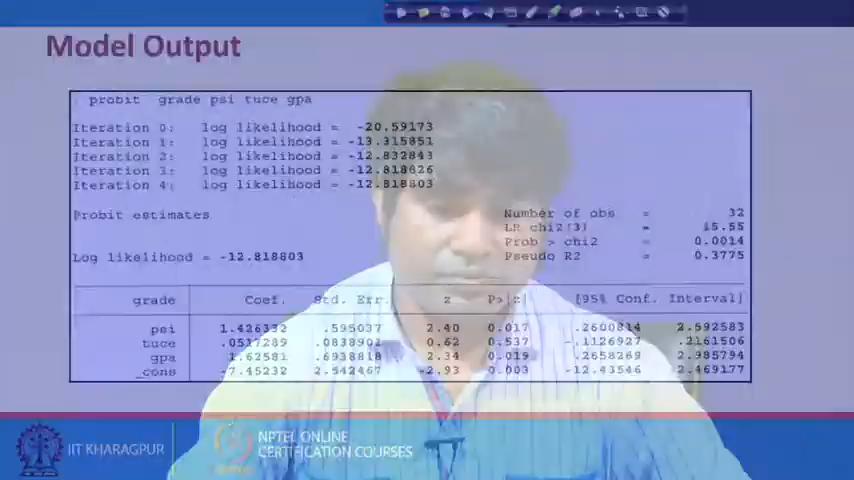 Model Output
probit grade psi tuce gpa
Iteration 0: log likelihood = -20.59173
Iteration 1: log likelihood = -13.315851
Iteration 2: log likelihood = -12.832843
Iteration 3: log likelihood = -12.818826
Iteration 4: log likelihood = -12.818803
Probit estimates
Number of obs = 32
LR chi2(3) = 15.55
Prob > chi2 = 0.0014
Log likelihood = -12.818803
Pseudo R2 = 0.3775
grade Coef. Std. Err. z P>|z| [95% Conf. Interval]
psi 1.426332 .595037 2.40 0.017 .2600814 2.592583
tuce .0517289 .0838901 0.62 0.537 -.1126927 .2161506
gpa 1.62581 .6938818 2.34 0.019 .2658269 2.985794
_cons -7.45232 2.542467 -2.93 0.003 -12.43546 -2.469177
IIT KHARAGPUR
NPTEL ONLINE
CERTIFICATION COURSES